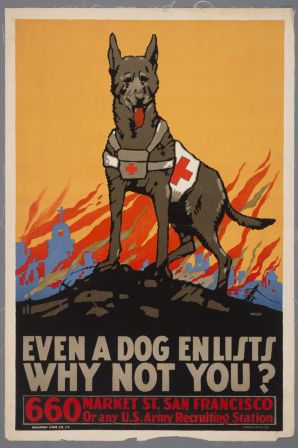 EVEN A DOG ENLISTS
WHY NOT YOU?
660 MARKET ST. SAN FRANCISCO
Or any U.S. Army Recruiting Station